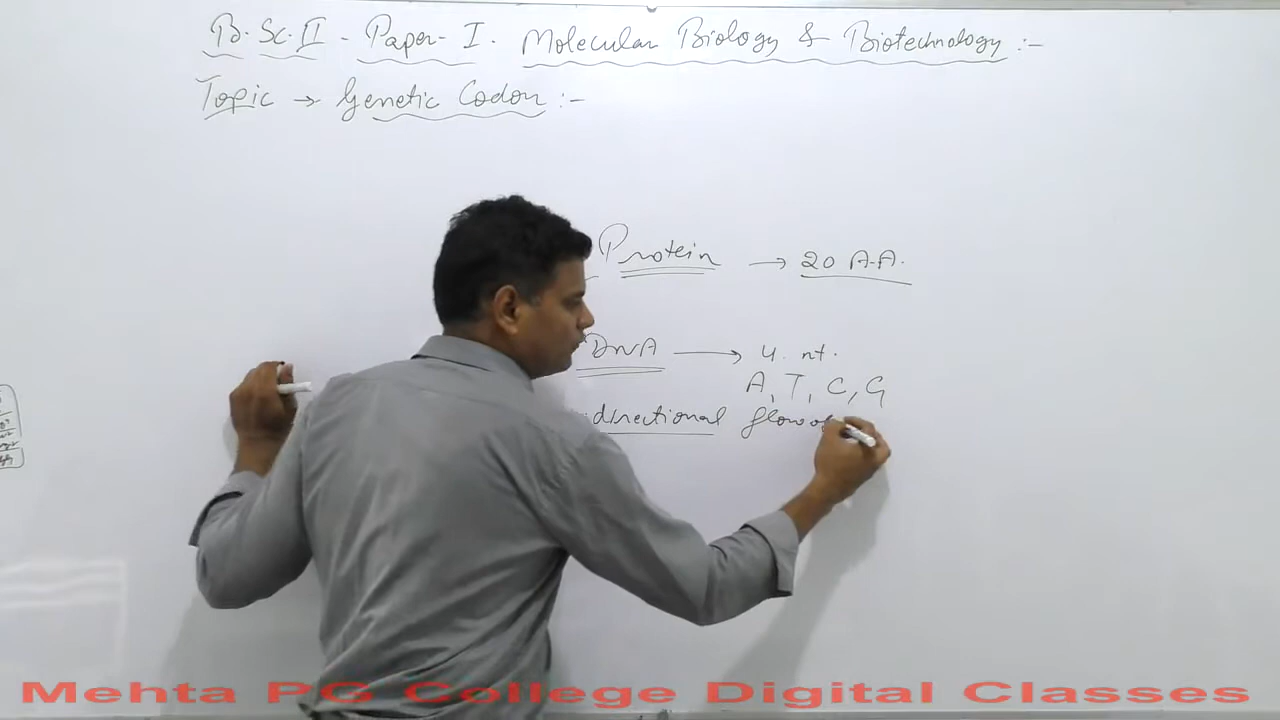 B.Sc.II - Paper- I. Molecular Biology & Biotechnology :-
Topic → Genetic Codon :-
Protein → 20 A.A.
DNA → 4. nt.
A, T, C, G
directional flow of
Mehta PG College Digital Classes